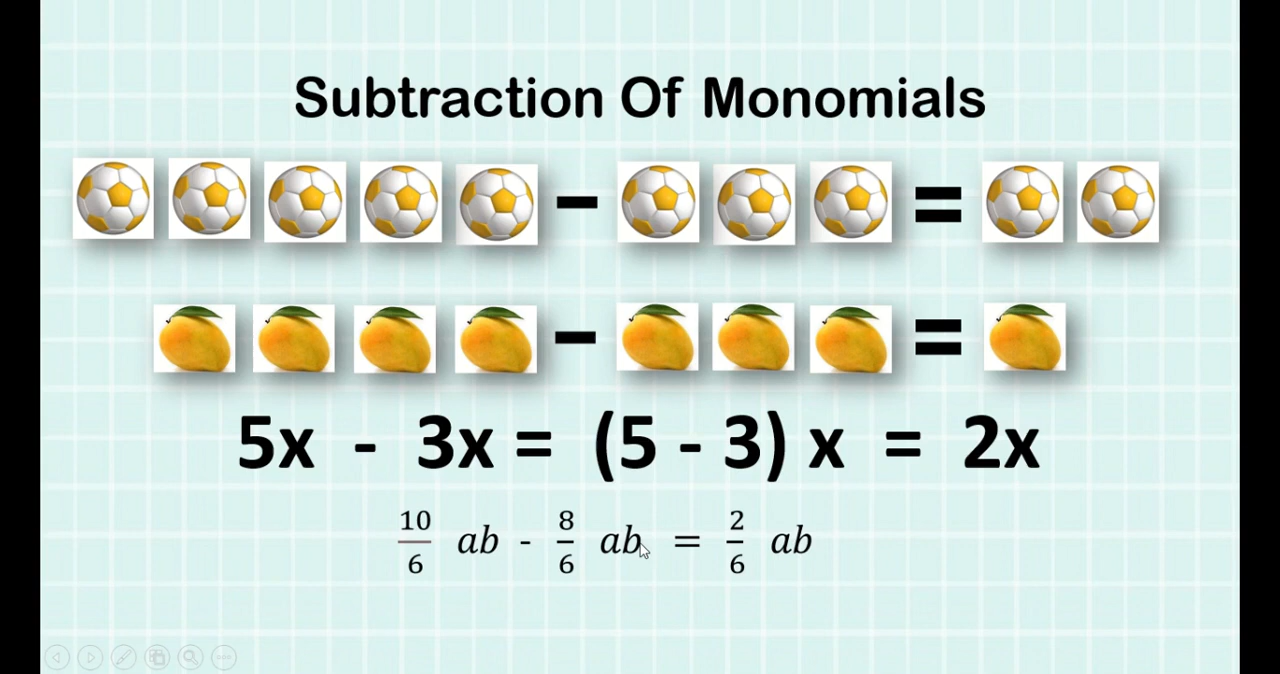 Subtraction Of Monomials
- =
- =
5x - 3x = (5 - 3) x = 2x
10/6 ab - 8/6 ab = 2/6 ab